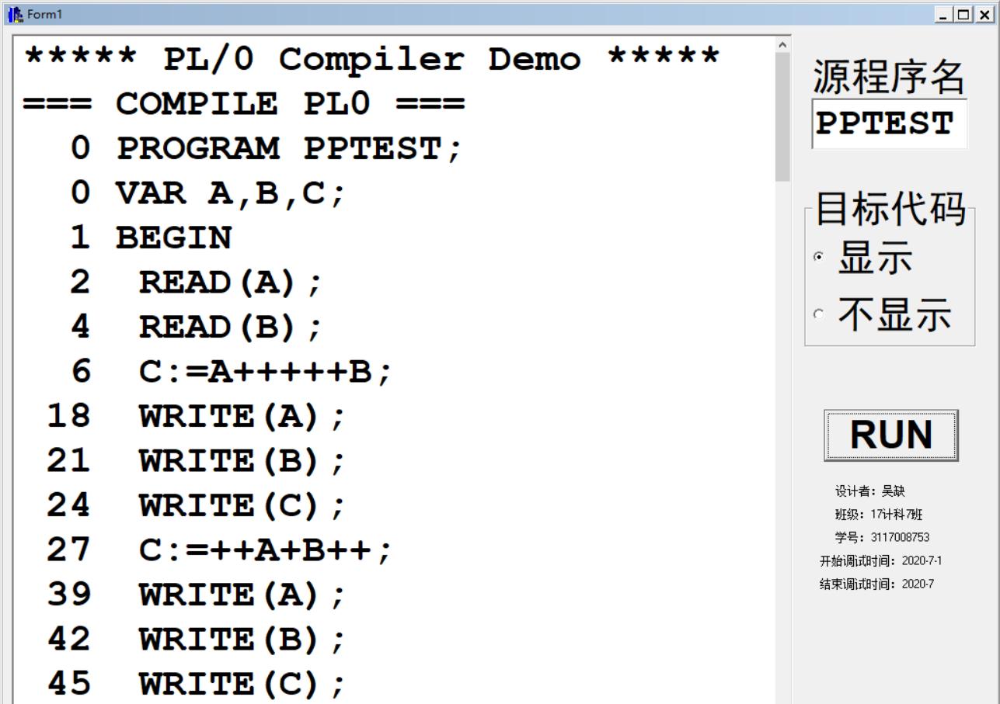 Form1
***** PL/0 Compiler Demo *****
=== COMPILE PL0 ===
0 PROGRAM PPTEST;
0 VAR A,B,C;
1 BEGIN
2 READ(A);
4 READ(B);
6 C:=A+++++B;
18 WRITE(A);
21 WRITE(B);
24 WRITE(C);
27 C:=++A+B++;
39 WRITE(A);
42 WRITE(B);
45 WRITE(C);
源程序名
PPTEST
目标代码
显示
不显示
RUN
设计者：吴缺
班级：17计科7班
学号：3117008753
开始调试时间：2020-7-1
结束调试时间：2020-7